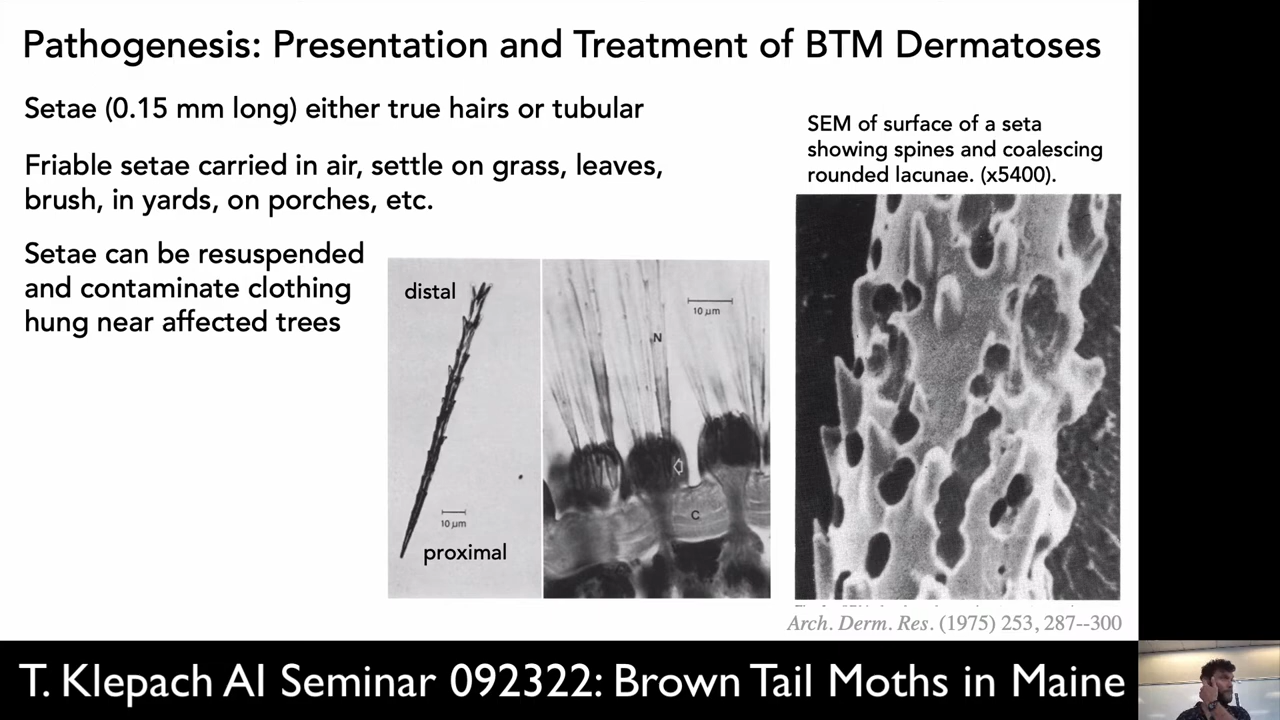 Pathogenesis: Presentation and Treatment of BTM Dermatoses
Setae (0.15 mm long) either true hairs or tubular
Friable setae carried in air, settle on grass, leaves,
brush, in yards, on porches, etc.
Setae can be resuspended
and contaminate clothing
hung near affected trees
SEM of surface of a seta
showing spines and coalescing
rounded lacunae. (x5400).
distal
10 µm
proximal
10 µm
N
C
Arch. Derm. Res. (1975) 253, 287--300
T. Klepach AI Seminar 092322: Brown Tail Moths in Maine